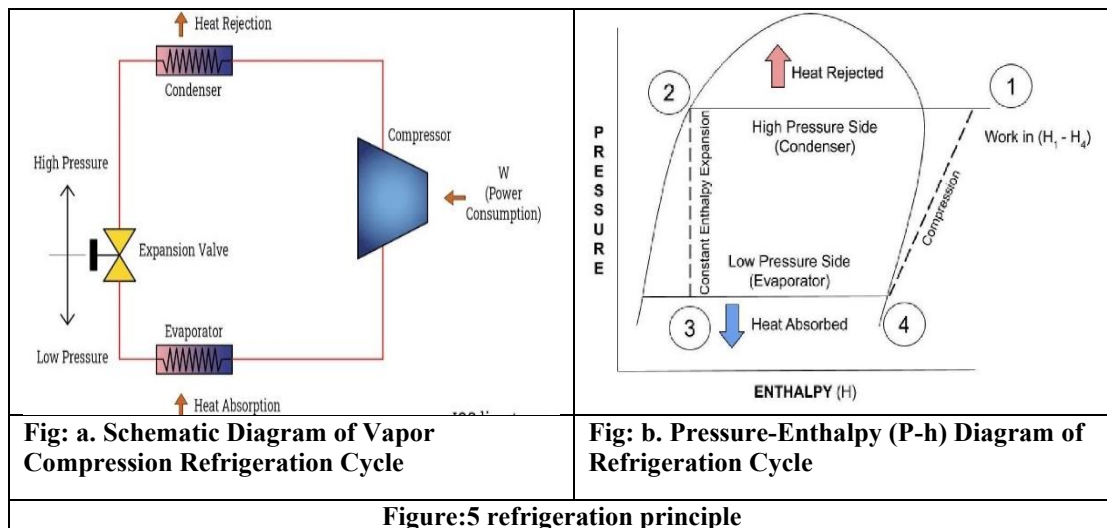 Heat Rejection
Condenser
High Pressure
Compressor
W
(Power
Consumption)
Expansion Valve
Evaporator
Low Pressure
Heat Absorption
PRESSURE
2
Heat Rejected
1
High Pressure Side
(Condenser)
Work in (H₁ - H₄)
Constant Enthalpy Expansion
Compression
Low Pressure Side
(Evaporator)
3
Heat Absorbed
4
ENTHALPY (H)
Fig: a. Schematic Diagram of Vapor
Compression Refrigeration Cycle
Fig: b. Pressure-Enthalpy (P-h) Diagram of
Refrigeration Cycle
Figure:5 refrigeration principle